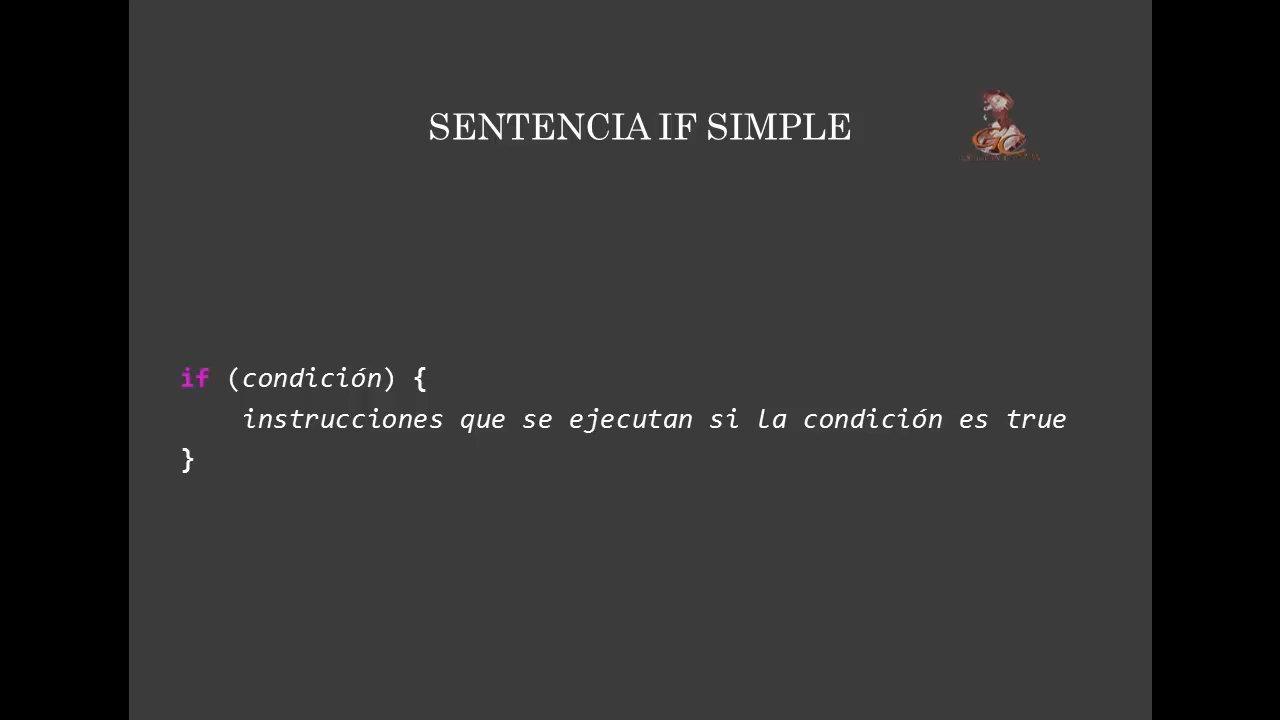 SENTENCIA IF SIMPLE
if (condición) {
instrucciones que se ejecutan si la condición es true
}